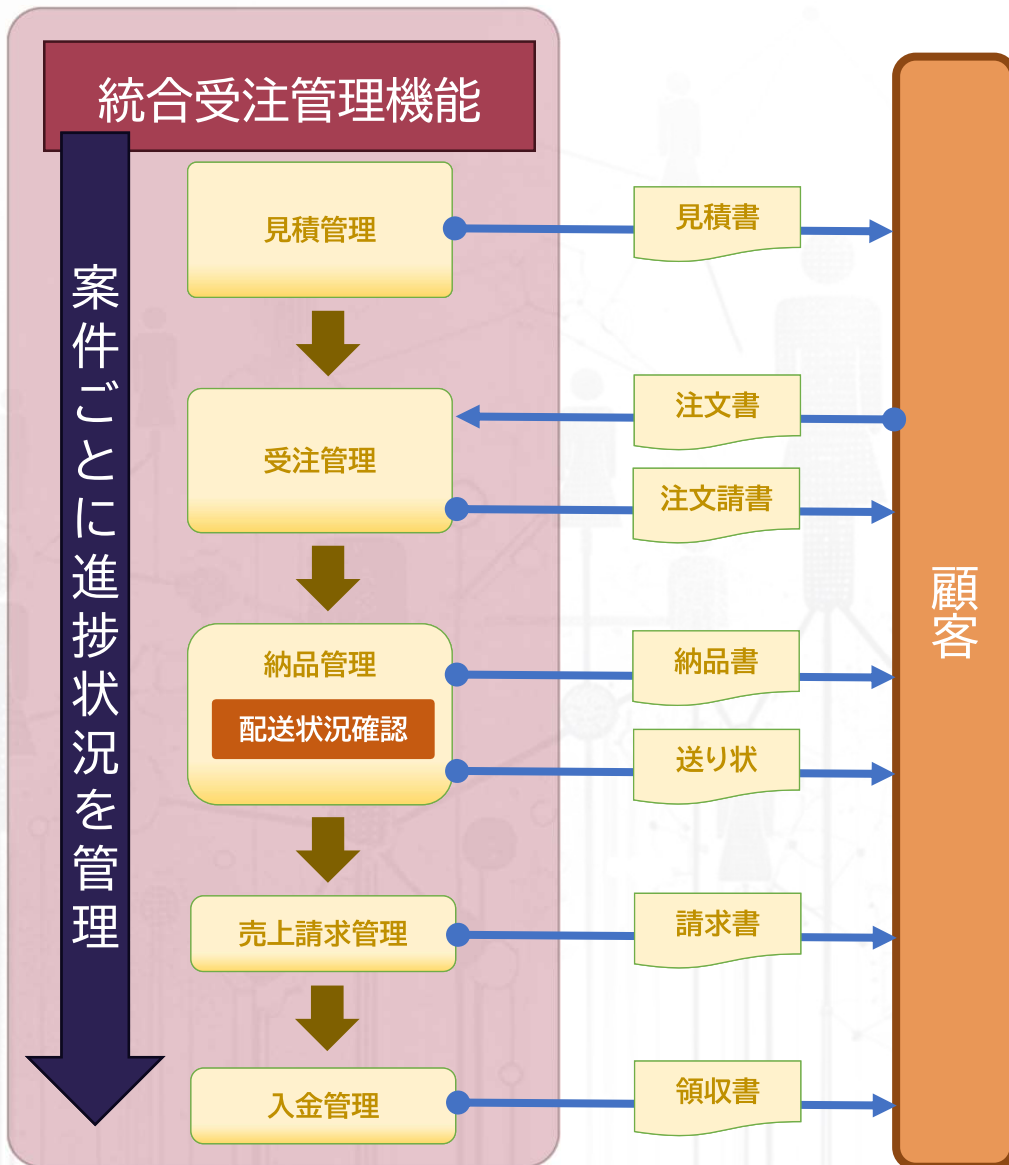 統合受注管理機能
案件ごとに進捗状況を管理
見積管理
見積書
受注管理
注文書
注文請書
納品管理
配送状況確認
納品書
送り状
売上請求管理
請求書
入金管理
領収書
顧客